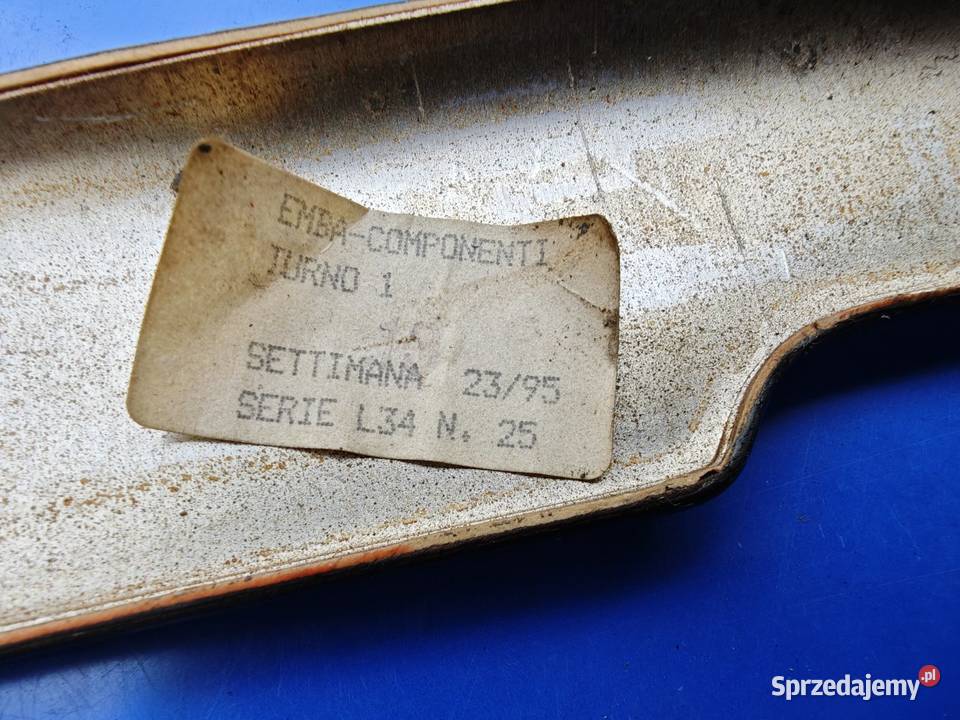 EMBA-COMPONENTI
TURNO 1
SETTIMANA 23/95
SERIE L34 N. 25
Sprzedajemy.pl